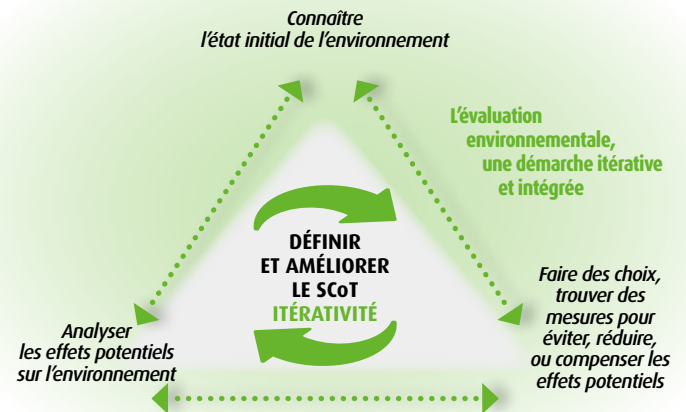 Connaître
l'état initial de l'environnement
L'évaluation
environnementale,
une démarche itérative
et intégrée
DÉFINIR
ET AMÉLIORER
LE SCoT
ITÉRATIVITÉ
Analyser
les effets potentiels
sur l'environnement
Faire des choix,
trouver des
mesures pour
éviter, réduire,
ou compenser les
effets potentiels